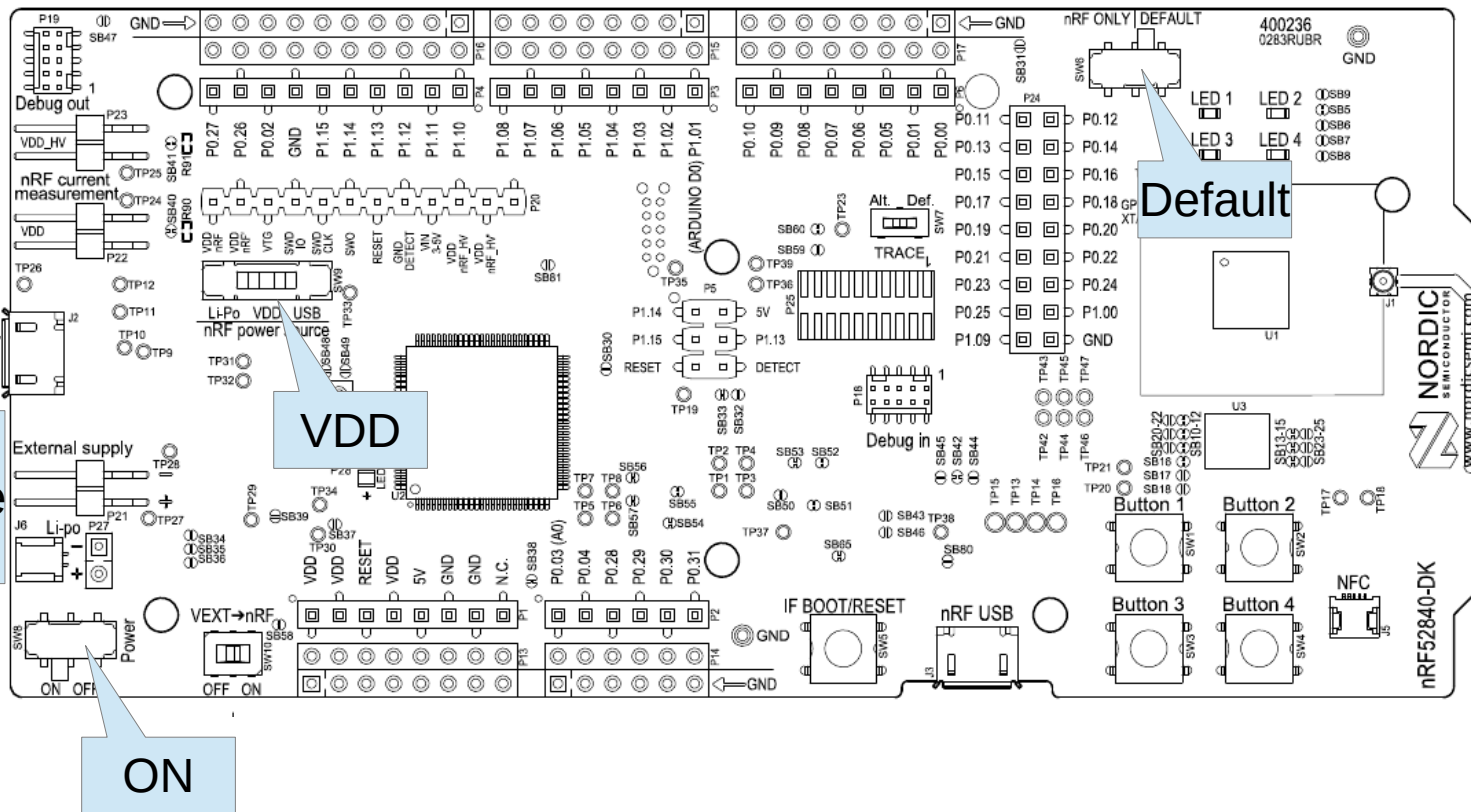 P19
SB47
GND
GND
nRF ONLY DEFAULT
400236
0283RUBR
GND
P16
P15
P17
SB31
SW6
1
Debug out
P4
P3
P6
P24
LED 1
LED 2
SB9
SB5
SB6
SB7
SB8
P23
VDD_HV
P0.27
P0.26
P0.02
GND
P1.15
P1.14
P1.13
P1.12
P1.11
P1.10
P1.08
P1.07
P1.06
P1.05
P1.04
P1.03
P1.02
P1.01
(ARDUINO D0)
P0.10
P0.09
P0.08
P0.07
P0.06
P0.05
P0.01
P0.00
P0.11
P0.12
P0.13
P0.14
P0.15
P0.16
P0.17
P0.18
P0.19
P0.20
P0.21
P0.22
P0.23
P0.24
P0.25
P1.00
P1.09
GND
LED 3
LED 4
Default
SB41
R91
TP25
nRF current
measurement
TP24
SB40
R90
VDD
P22
P20
VDD
nRF
VDD
nRF
VTG
SWD
IO
SWD
CLK
SWO
RESET
GND
DETECT
VIN
3-5V
VDD
nRF_HV
VDD
nRF_HV
TP23
Alt.
Def.
SW7
SB60
SB59
TRACE
1
P25
TP39
TP36
TP35
SB81
TP26
TP12
TP11
TP10
TP9
J2
SW9
TP33
Li-Po VDD USB
nRF power source
TP31
TP32
SB48
SB49
P5
P1.14
5V
P1.15
P1.13
RESET
DETECT
SB30
TP19
SB33
SB32
P18
1
Debug in
TP43
TP45
TP47
TP42
TP44
TP46
U1
J1
NORDIC
SEMICONDUCTOR
www.nordicsemi.com
U3
SB20-22
SB10-12
SB13-15
SB23-25
SB16
SB17
SB18
TP21
TP20
TP17
TP18
VDD
External supply
TP28
P21
TP27
TP29
P28
LED
U2
TP34
SB39
SB37
TP30
TP7
TP8
TP5
TP6
SB56
SB57
SB55
SB54
TP2
TP4
TP1
TP3
SB53
SB52
SB50
SB51
TP37
SB45
SB42
SB44
SB43
SB46
TP38
SB65
SB80
TP15
TP13
TP14
TP16
Button 1
Button 2
SW1
SW2
J6
Li-po
P27
SB34
SB35
SB36
VDD
VDD
RESET
VDD
5V
GND
GND
N.C.
SB38
P0.03 (A0)
P0.04
P0.28
P0.29
P0.30
P0.31
NFC
J5
SW8
Power
ON OFF
VEXT→nRF
SB58
SW10
OFF ON
P1
P2
P13
P14
GND
GND
IF BOOT/RESET
SW5
nRF USB
J3
Button 3
Button 4
SW3
SW4
nRF52840-DK
ON